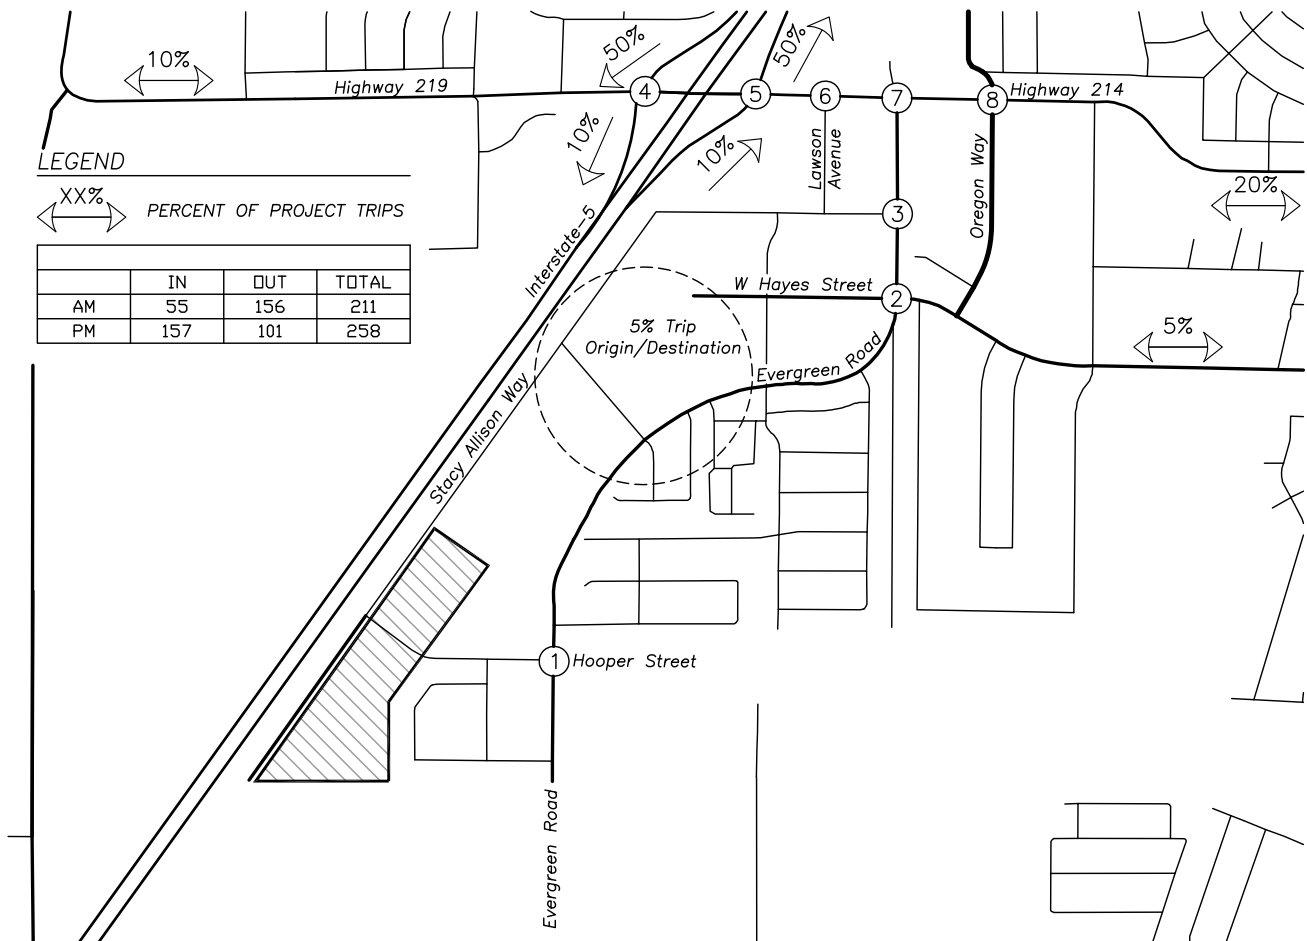 10%
50%
50%
Highway 219
4
5
6
7
8
Highway 214
10%
10%
Lawson
Avenue
Oregon Way
20%
LEGEND
XX%
PERCENT OF PROJECT TRIPS
IN OUT TOTAL
AM 55 156 211
PM 157 101 258
Interstate-5
3
W Hayes Street
2
5% Trip
Origin/Destination
5%
Evergreen Road
Stacy Allison Way
1
Hooper Street
Evergreen Road